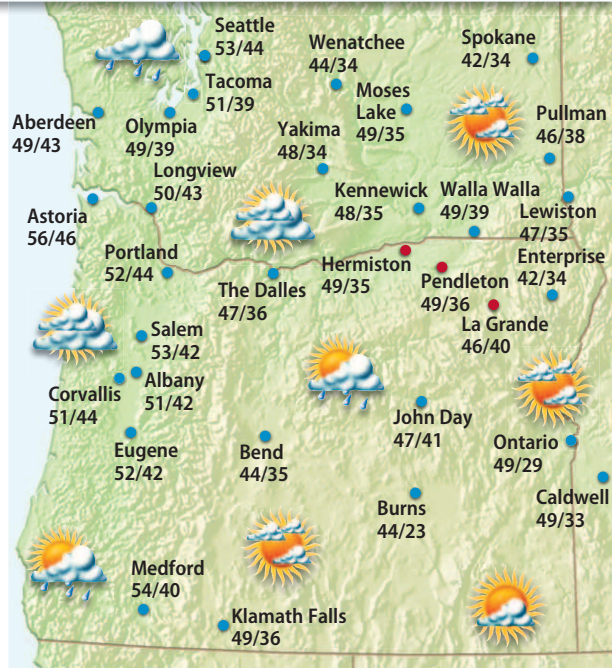 Seattle
53/44
Wenatchee
44/34
Spokane
42/34
Tacoma
51/39
Moses
Lake
49/35
Aberdeen
49/43
Olympia
49/39
Yakima
48/34
Pullman
46/38
Longview
50/43
Kennewick
48/35
Walla Walla
49/39
Lewiston
47/35
Astoria
56/46
Portland
52/44
The Dalles
47/36
Hermiston
49/35
Pendleton
49/36
Enterprise
42/34
La Grande
46/40
Salem
53/42
Corvallis
51/44
Albany
51/42
John Day
47/41
Eugene
52/42
Bend
44/35
Ontario
49/29
Burns
44/23
Caldwell
49/33
Medford
54/40
Klamath Falls
49/36